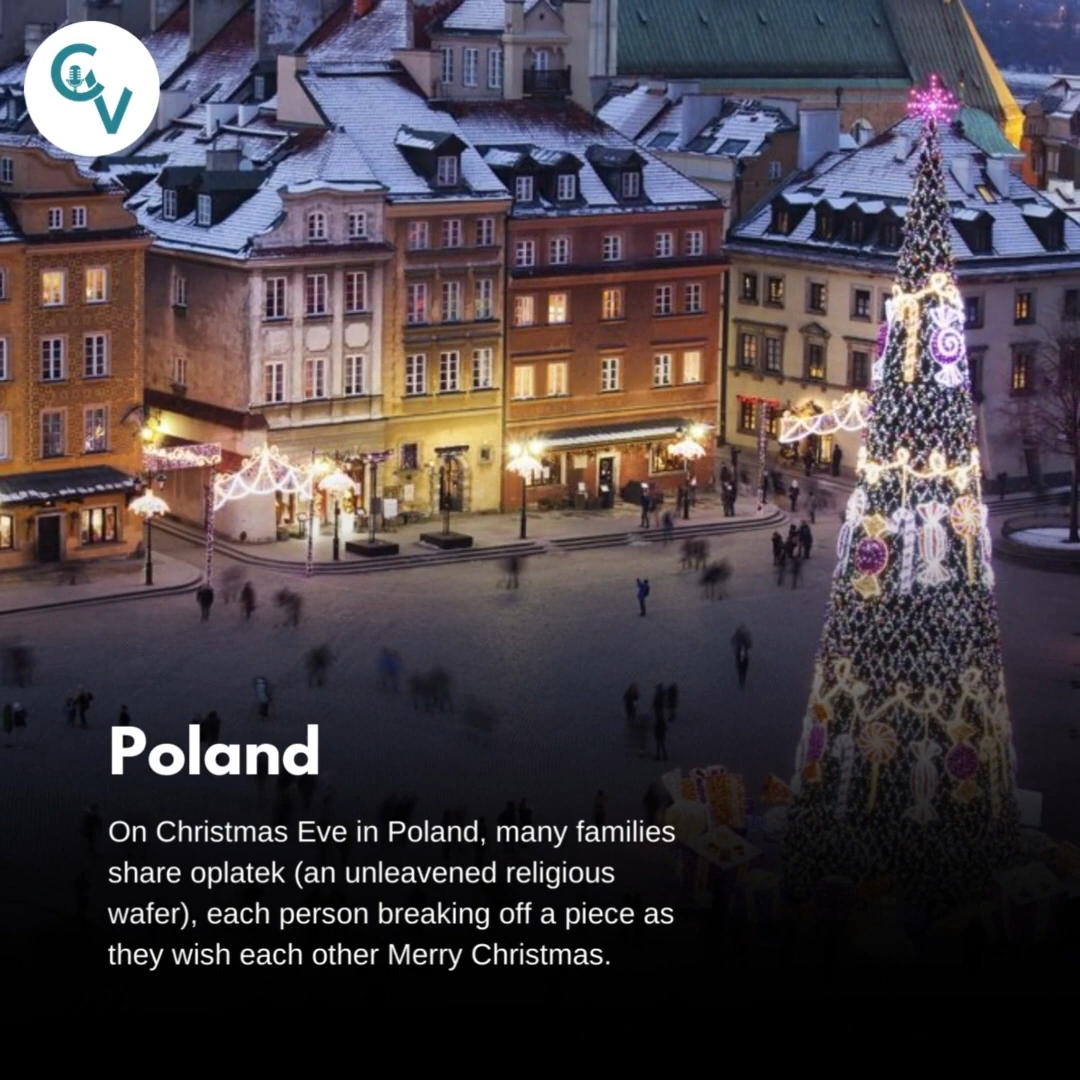 CV
Poland
On Christmas Eve in Poland, many families
share oplatek (an unleavened religious
wafer), each person breaking off a piece as
they wish each other Merry Christmas.